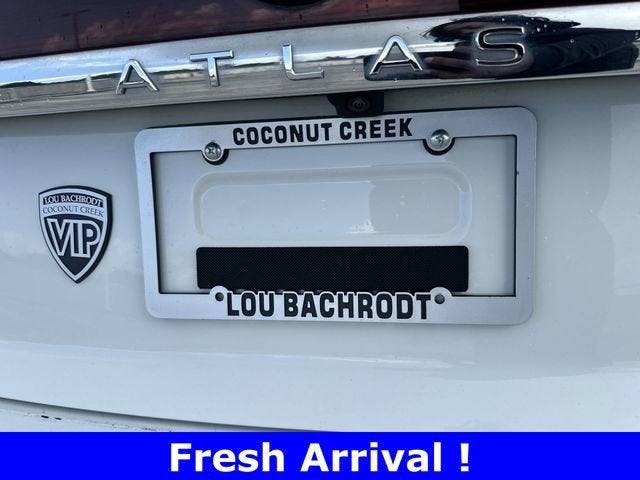 ATLAS
COCONUT CREEK
LOU BACHRODT
COCONUT CREEK
VIP
LOU BACHRODT
Fresh Arrival !